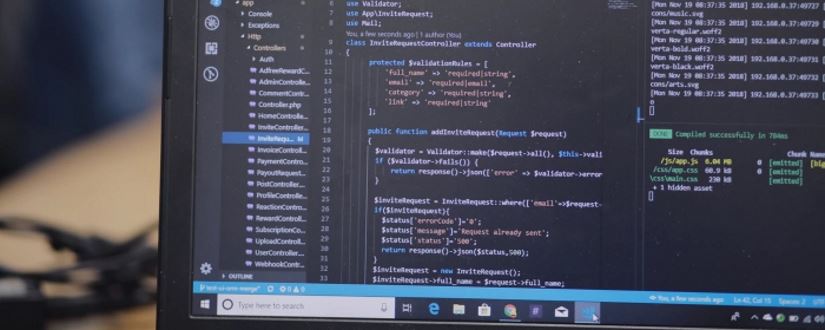 app
Console
Exceptions
Http
Controllers
Auth
AdfreeRewardC...
AdminControlle...
CommentContr...
Controller.php
HomeControlle...
InviteControlle...
InviteRequ... M
InvoiceControll...
PaymentContro...
PayoutRequest...
PostController...
ProfileControlle...
ReactionContro...
RewardControll...
SubscriptionCo...
UploadControll...
UserController...
WebhookContr...
OUTLINE
6 use Validator;
7 use App\InviteRequest;
8 use Mail;
You, a few seconds ago | 1 author (You)
9 class InviteRequestController extends Controller
10 {
11 protected $validationRules = [
12 'full_name' => 'required|string',
13 'email' => 'required|email',
14 'category' => 'required|string',
15 'link' => 'required|string'
16 ];
17
18 public function addInviteRequest(Request $request)
19 {
20 $validator = Validator::make($request->all(), $this->vali
21 if ($validator->fails()) {
22 return response()->json(['error' => $validator->error
23 }
24
25 $inviteRequest = InviteRequest::where(['email'=>$request-
26 if($inviteRequest){
27 $status['errorCode']='0';
28 $status['message']='Request already sent';
29 $status['status']='500';
30 return response()->json($status,500);
31 }
32 $inviteRequest = new InviteRequest();
33 $inviteRequest->full_name = $request->full_name;
[Mon Nov 19 08:37:35 2018] 192.168.0.37:49727
cons/music.svg
[Mon Nov 19 08:37:35 2018] 192.168.0.37:49729
verta-regular.woff2
[Mon Nov 19 08:37:35 2018] 192.168.0.37:49730
verta-bold.woff2
[Mon Nov 19 08:37:35 2018] 192.168.0.37:49731
verta-black.woff2
[Mon Nov 19 08:37:35 2018] 192.168.0.37:49732
cons/arts.svg
[Mon Nov 19 08:37:35 2018] 192.168.0.37:49733
o
DONE Compiled successfully in 784ms
Size Chunks Chunk Names
/js/app.js 6.04 MB 0 [emitted] [big
/css/app.css 60.9 kB 0 [emitted]
\css\main.css 230 kB [emitted]
+ 1 hidden asset
test-ui-orm-merge* 0 0
You, a few seconds ago Ln 42, Col 15 Spaces: 2
Type here to search